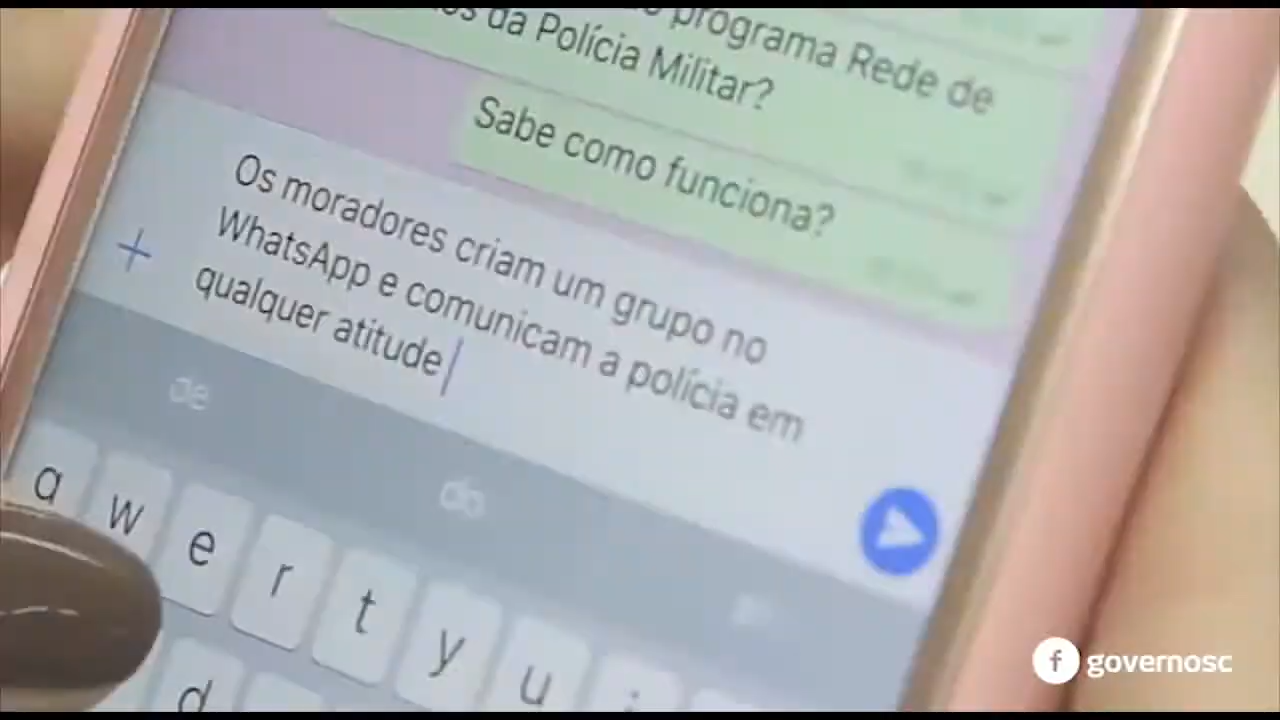 programa Rede de
da Polícia Militar?
Sabe como funciona?
Os moradores criam um grupo no
WhatsApp e comunicam a polícia em
qualquer atitude
de
do
q w e r t y u
d
f governosc